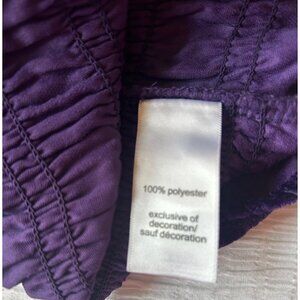 100% polyester
exclusive of
decoration/
sauf décoration